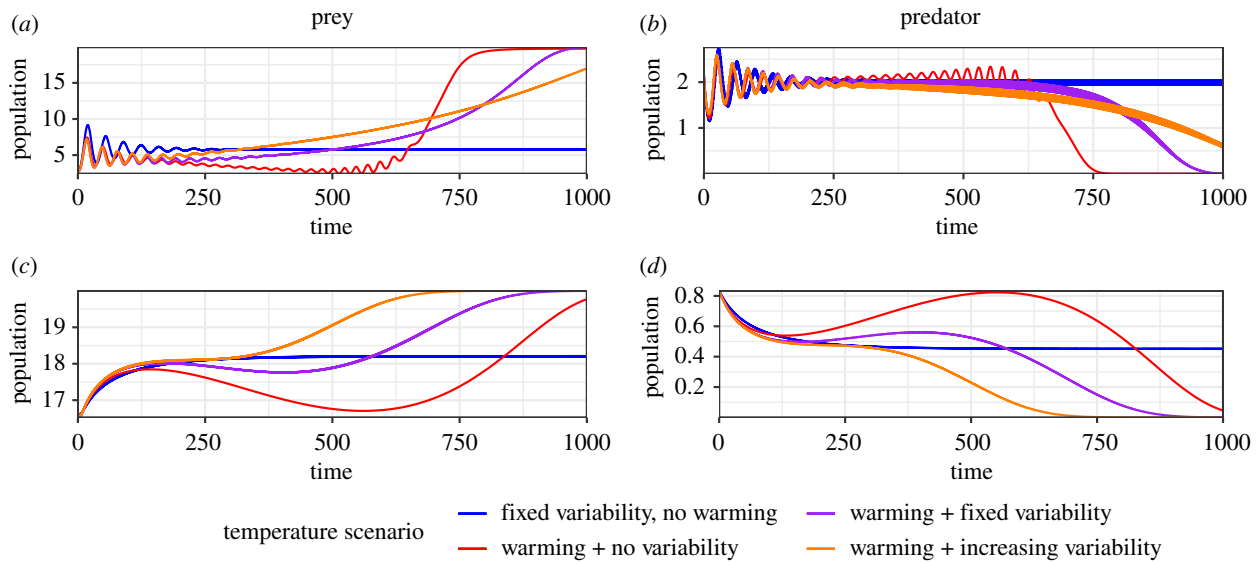 (a) prey
population
15
10
5
0 250 500 750 1000
time
(b) predator
population
2
1
0 250 500 750 1000
time
(c)
population
19
18
17
0 250 500 750 1000
time
(d)
population
0.8
0.6
0.4
0.2
0 250 500 750 1000
time
temperature scenario
fixed variability, no warming
warming + no variability
warming + fixed variability
warming + increasing variability